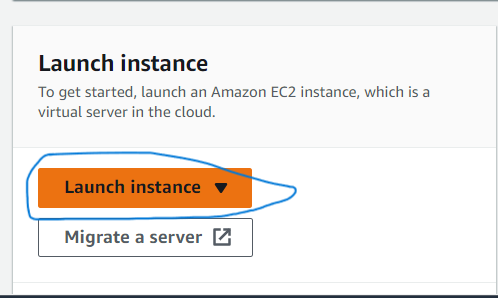 Launch instance
To get started, launch an Amazon EC2 instance, which is a
virtual server in the cloud.
Launch instance
Migrate a server